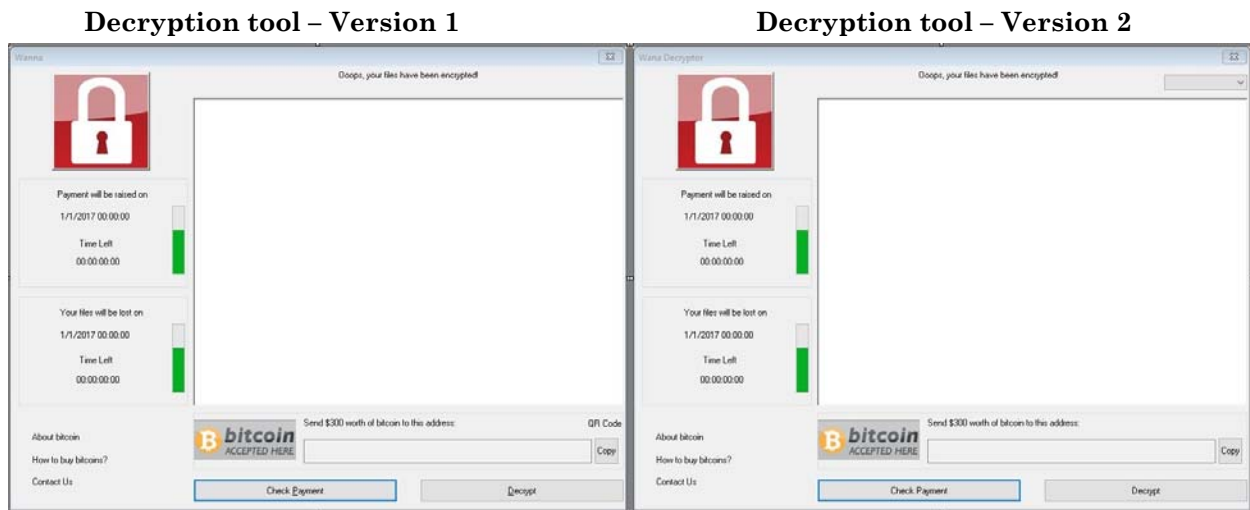 Decryption tool – Version 1
Decryption tool – Version 2
Wanna
Ooops, your files have been encrypted!
Payment will be raised on
1/1/2017 00:00:00
Time Left
00:00:00:00
Your files will be lost on
1/1/2017 00:00:00
Time Left
00:00:00:00
About bitcoin
How to buy bitcoins?
Contact Us
bitcoin
ACCEPTED HERE
Send $300 worth of bitcoin to this address:
QR Code
Copy
Check Payment
Decrypt
Wana Decryptor
Ooops, your files have been encrypted!
Payment will be raised on
1/1/2017 00:00:00
Time Left
00:00:00:00
Your files will be lost on
1/1/2017 00:00:00
Time Left
00:00:00:00
About bitcoin
How to buy bitcoins?
Contact Us
bitcoin
ACCEPTED HERE
Send $300 worth of bitcoin to this address:
Copy
Check Payment
Decrypt